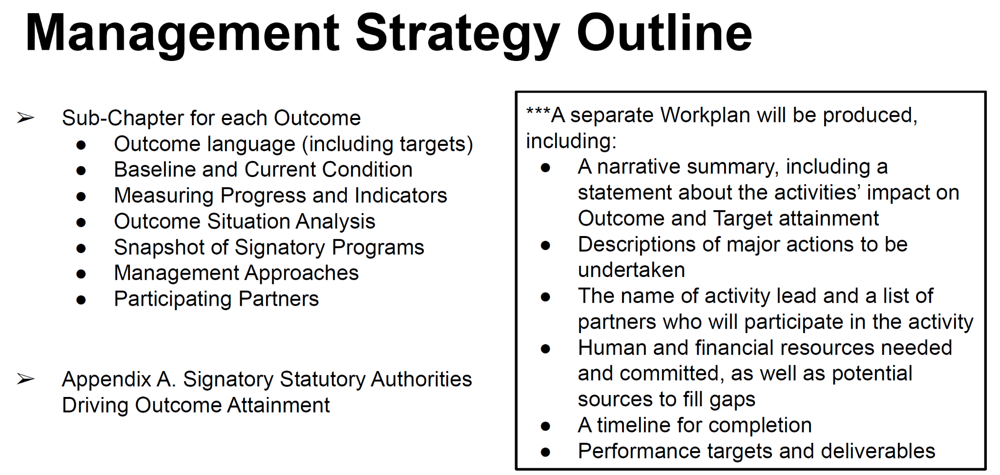 Management Strategy Outline
➢ Sub-Chapter for each Outcome
● Outcome language (including targets)
● Baseline and Current Condition
● Measuring Progress and Indicators
● Outcome Situation Analysis
● Snapshot of Signatory Programs
● Management Approaches
● Participating Partners
➢ Appendix A. Signatory Statutory Authorities
Driving Outcome Attainment
***A separate Workplan will be produced,
including:
● A narrative summary, including a
statement about the activities’ impact on
Outcome and Target attainment
● Descriptions of major actions to be
undertaken
● The name of activity lead and a list of
partners who will participate in the activity
● Human and financial resources needed
and committed, as well as potential
sources to fill gaps
● A timeline for completion
● Performance targets and deliverables